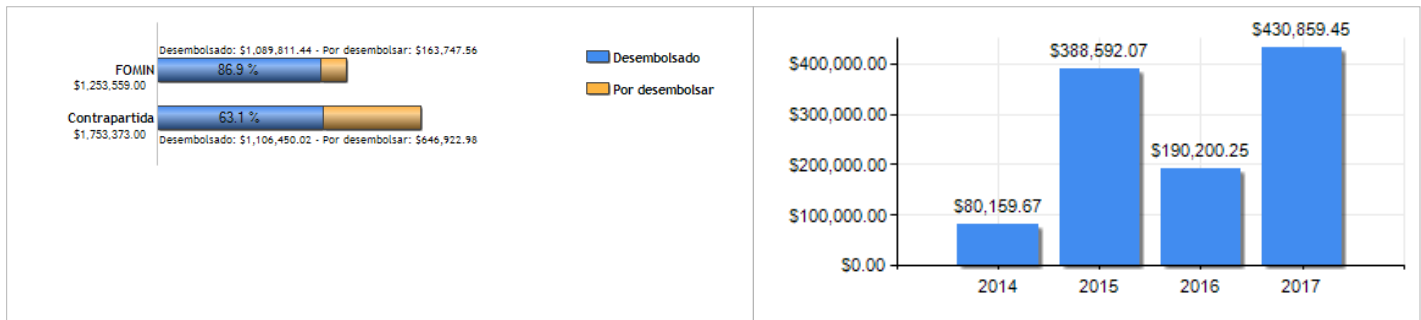 Desembolsado: $1,089,811.44 - Por desembolsar: $163,747.56
FOMIN
86.9 %
$1,253,559.00
Contrapartida
63.1 %
$1,753,373.00
Desembolsado: $1,106,450.02 - Por desembolsar: $646,922.98
Desembolsado
Por desembolsar
$430,859.45
$388,592.07
$400,000.00
$300,000.00
$190,200.25
$200,000.00
$80,159.67
$100,000.00
$0.00
2014 2015 2016 2017